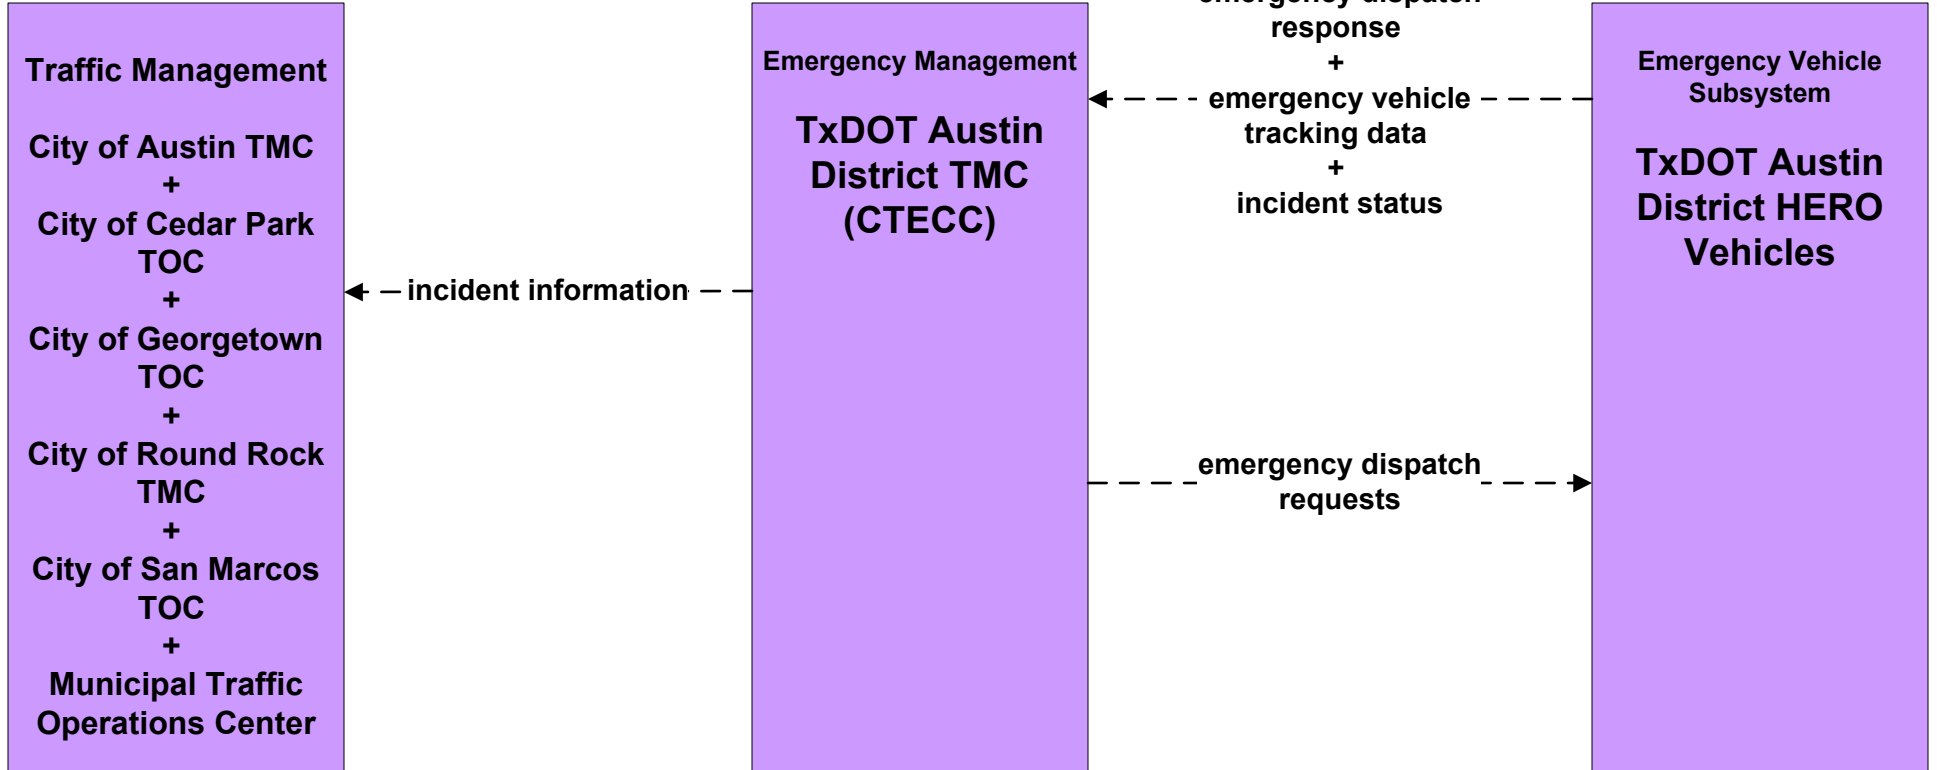 Traffic Management
City of Austin TMC
+
City of Cedar Park
TOC
+
City of Georgetown
TOC
+
City of Round Rock
TMC
+
City of San Marcos
TOC
+
Municipal Traffic
Operations Center
incident information
Emergency Management
TxDOT Austin
District TMC
(CTECC)
emergency dispatch
response
+
emergency vehicle
tracking data
+
incident status
emergency dispatch
requests
Emergency Vehicle
Subsystem
TxDOT Austin
District HERO
Vehicles